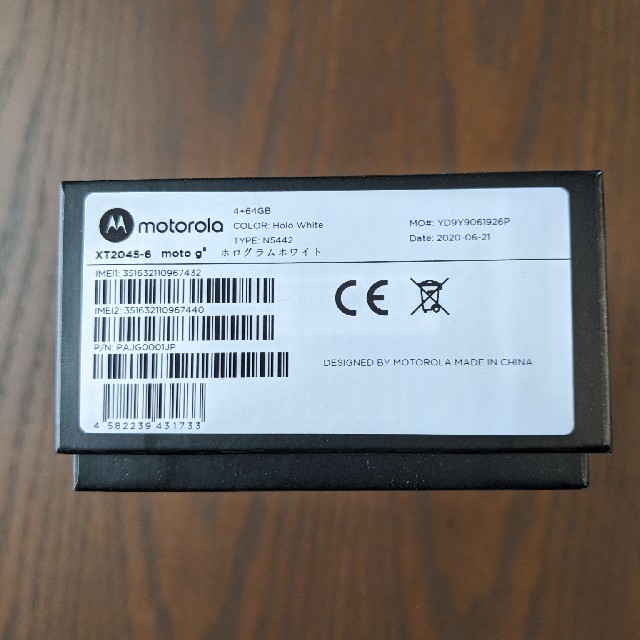 motorola
4+64GB
COLOR: Holo White
TYPE: N5442
XT2045-6 moto g⁸ ホログラムホワイト
MO#: YD9Y9061926P
Date: 2020-06-21
IMEI1: 351632110967432
IMEI2: 351632110967440
P/N: PAJG0001JP
4 582239 431733
CE
DESIGNED BY MOTOROLA MADE IN CHINA